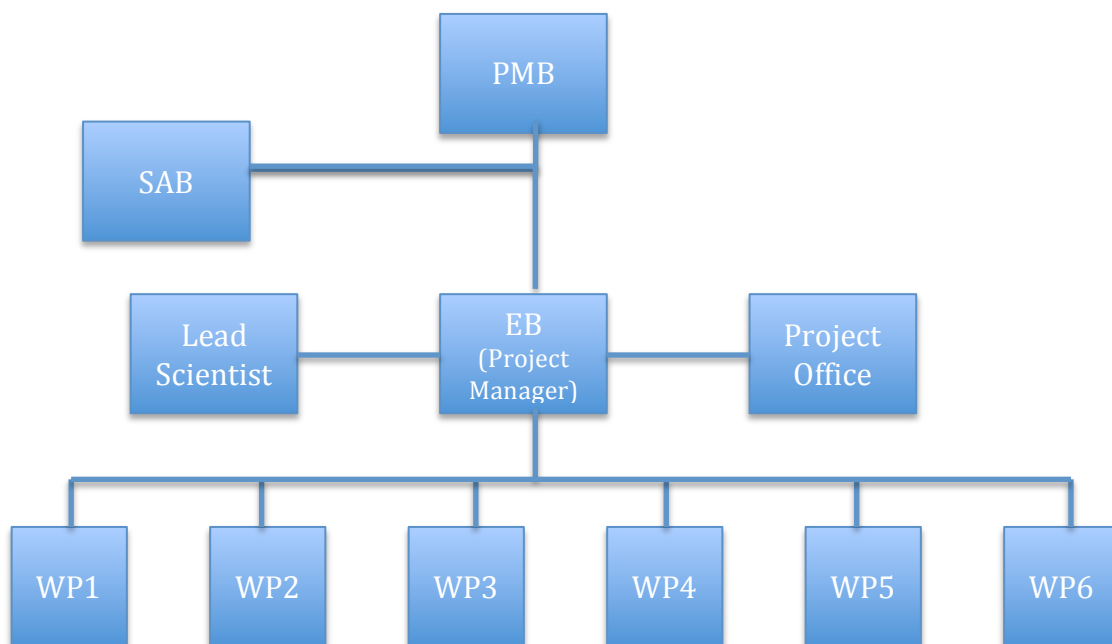 PMB
SAB
Lead
Scientist
EB
(Project
Manager)
Project
Office
WP1
WP2
WP3
WP4
WP5
WP6